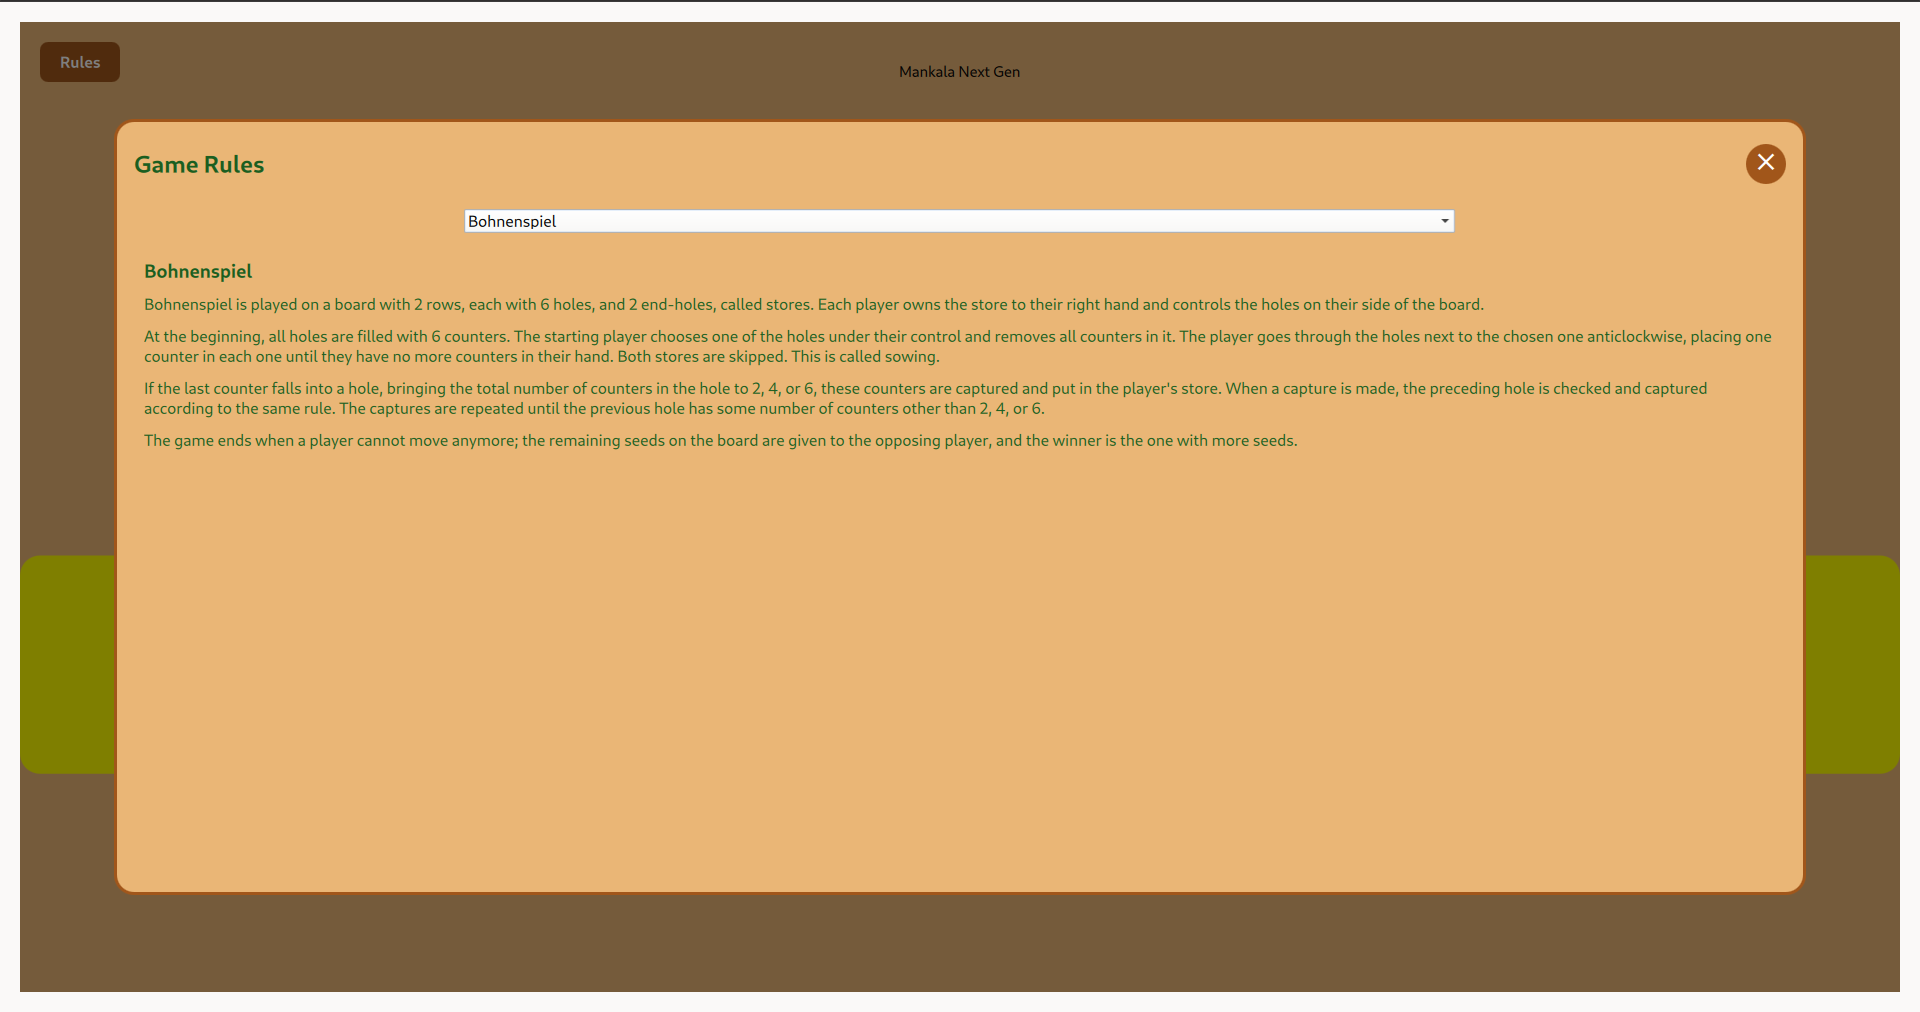 Rules
Mankala Next Gen
Game Rules
Bohnenspiel
Bohnenspiel
Bohnenspiel is played on a board with 2 rows, each with 6 holes, and 2 end-holes, called stores. Each player owns the store to their right hand and controls the holes on their side of the board.
At the beginning, all holes are filled with 6 counters. The starting player chooses one of the holes under their control and removes all counters in it. The player goes through the holes next to the chosen one anticlockwise, placing one
counter in each one until they have no more counters in their hand. Both stores are skipped. This is called sowing.
If the last counter falls into a hole, bringing the total number of counters in the hole to 2, 4, or 6, these counters are captured and put in the player's store. When a capture is made, the preceding hole is checked and captured
according to the same rule. The captures are repeated until the previous hole has some number of counters other than 2, 4, or 6.
The game ends when a player cannot move anymore; the remaining seeds on the board are given to the opposing player, and the winner is the one with more seeds.